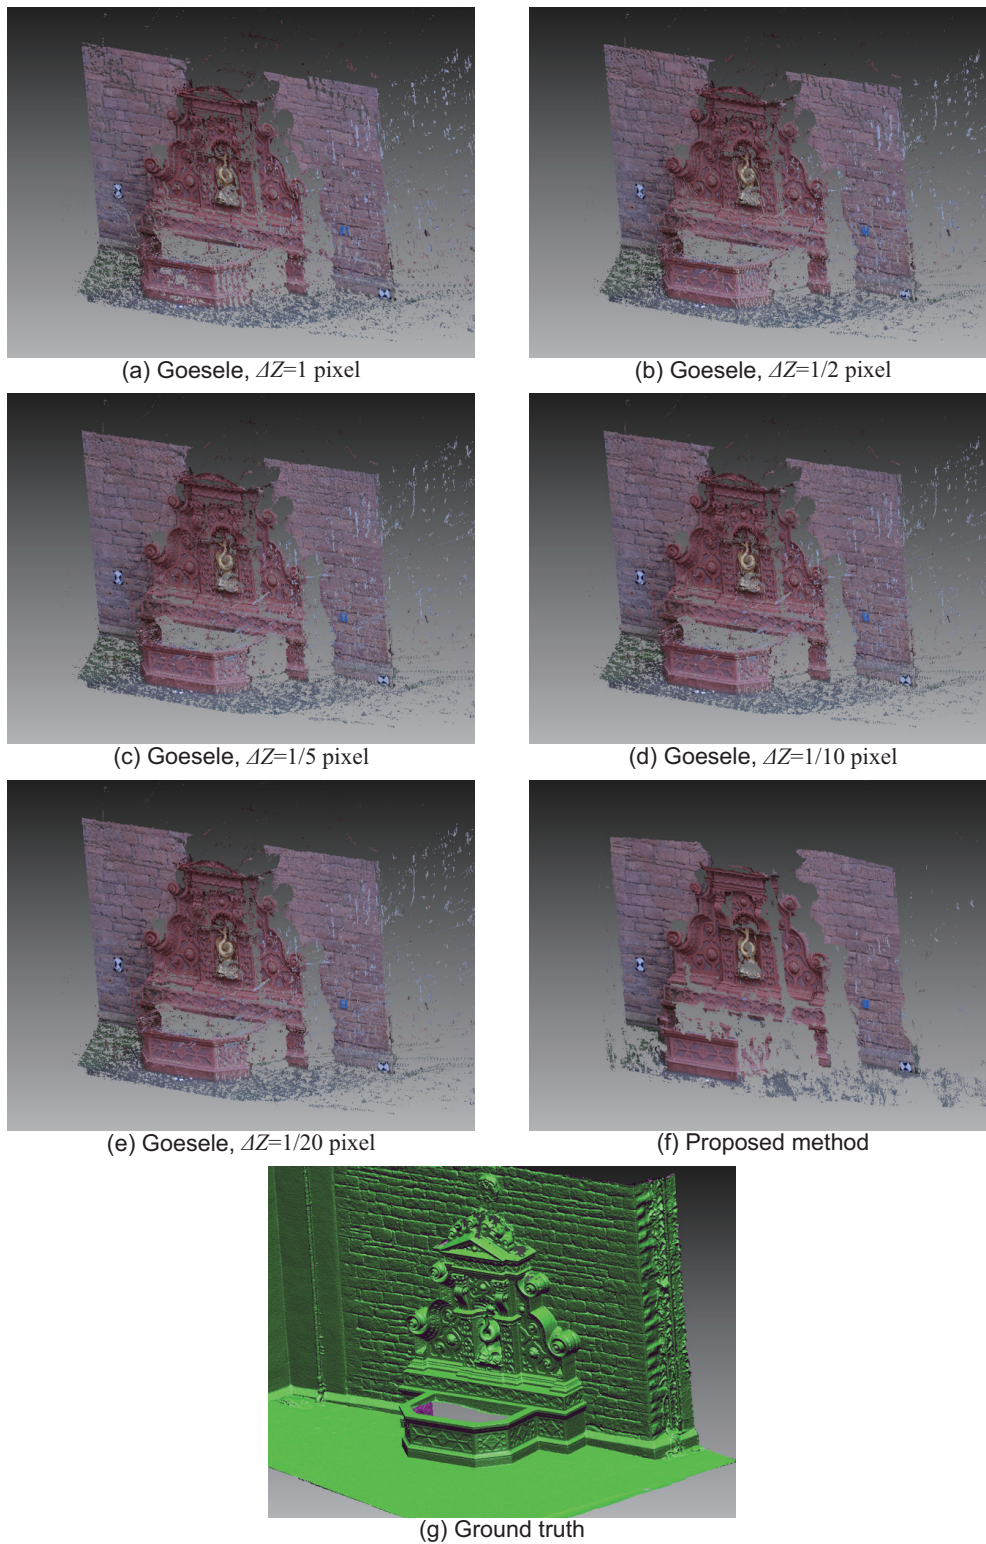 (a) Goesele, ΔZ=1 pixel
(b) Goesele, ΔZ=1/2 pixel
(c) Goesele, ΔZ=1/5 pixel
(d) Goesele, ΔZ=1/10 pixel
(e) Goesele, ΔZ=1/20 pixel
(f) Proposed method
(g) Ground truth